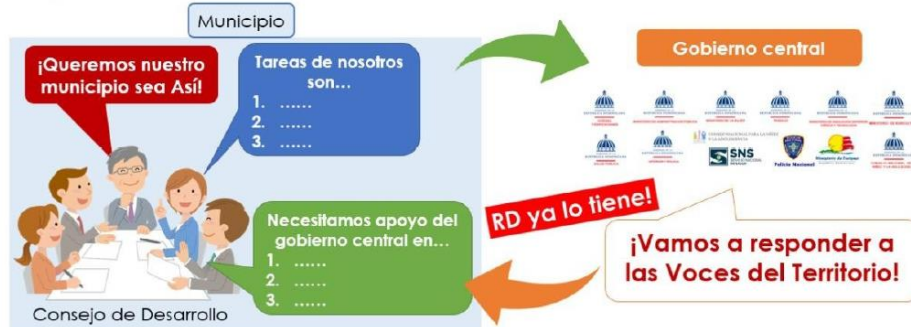 Municipio
¡Queremos nuestro
municipio sea Así!
Tareas de nosotros
son...
1. ......
2. ......
3. ......
Necesitamos apoyo del
gobierno central en...
1. ......
2. ......
3. ......
Consejo de Desarrollo
Gobierno central
SNS
Policía Nacional
RD ya lo tiene!
¡Vamos a responder a
las Voces del Territorio!